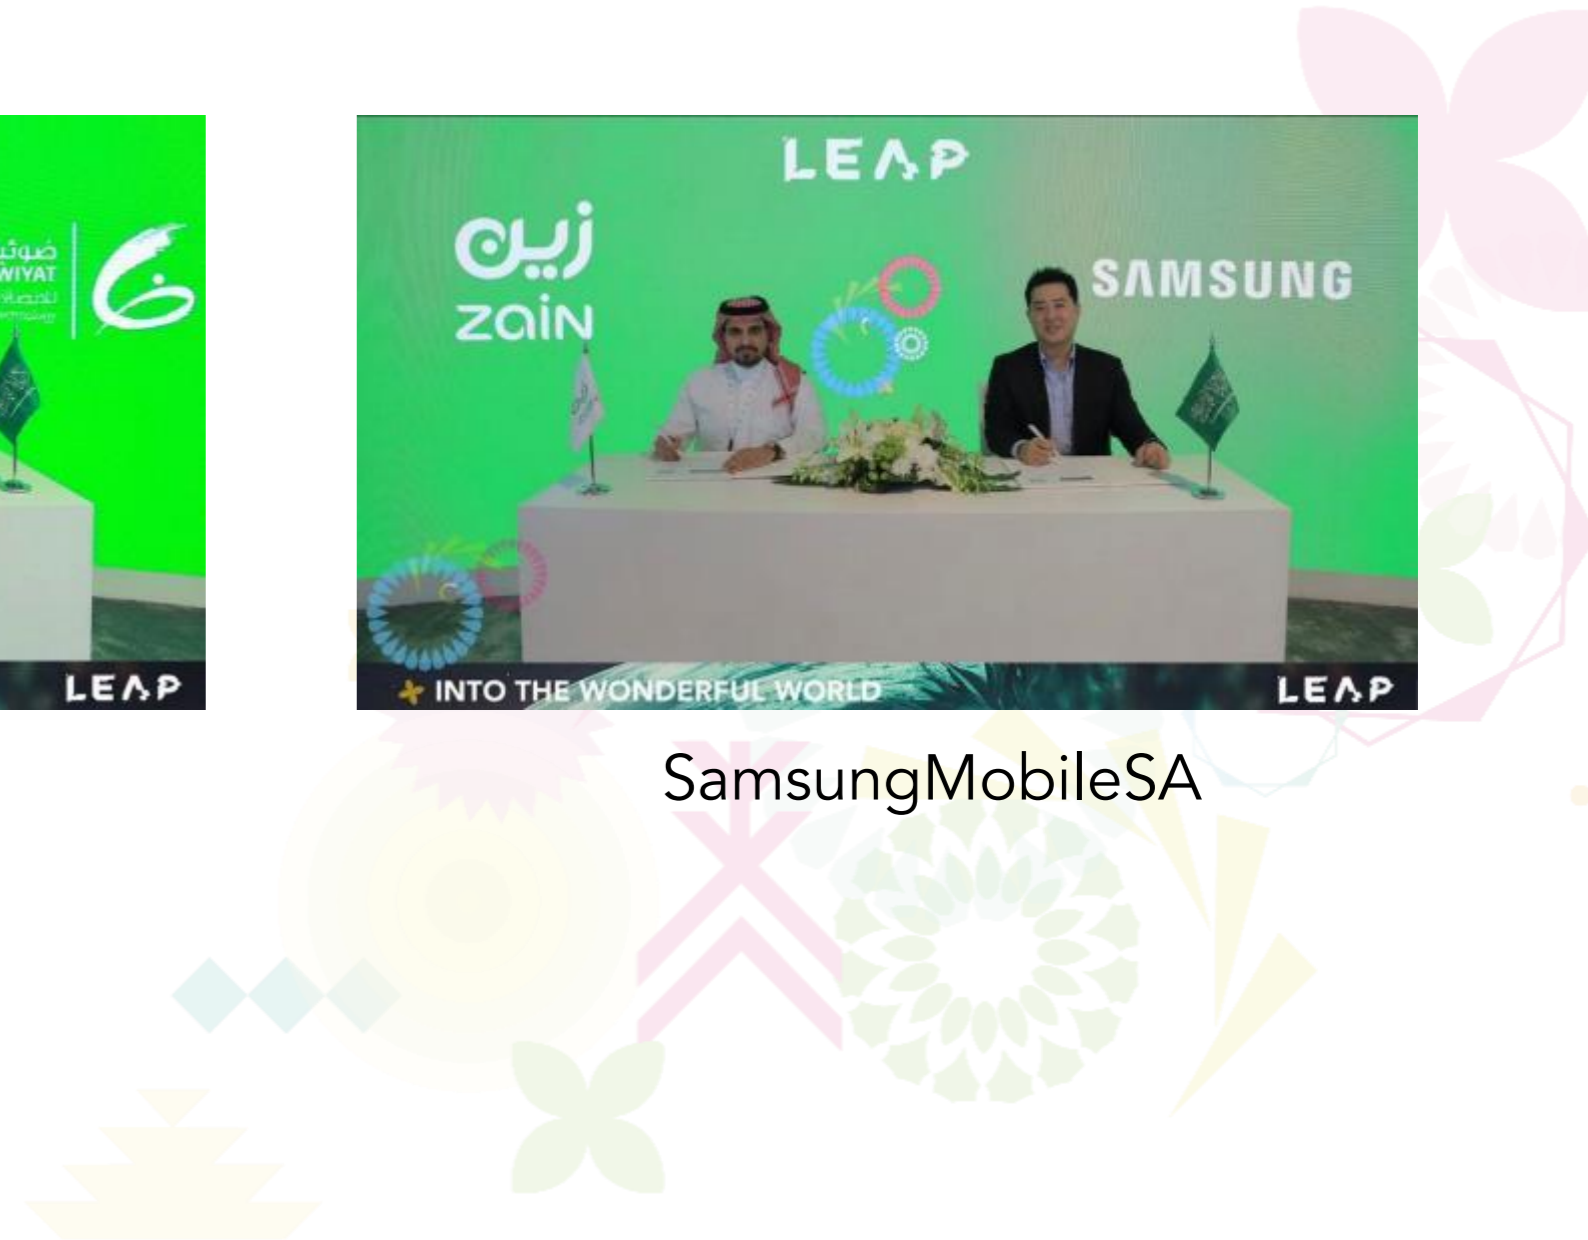 LEAP
زين
zain
SAMSUNG
INTO THE WONDERFUL WORLD
LEAP
WIYAT
LEAP
SamsungMobileSA